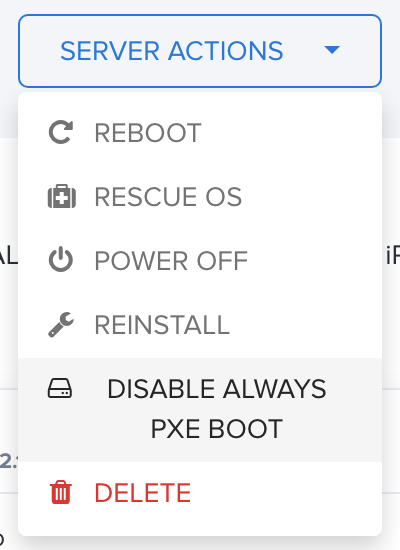 SERVER ACTIONS
REBOOT
RESCUE OS
POWER OFF
REINSTALL
DISABLE ALWAYS
PXE BOOT
DELETE